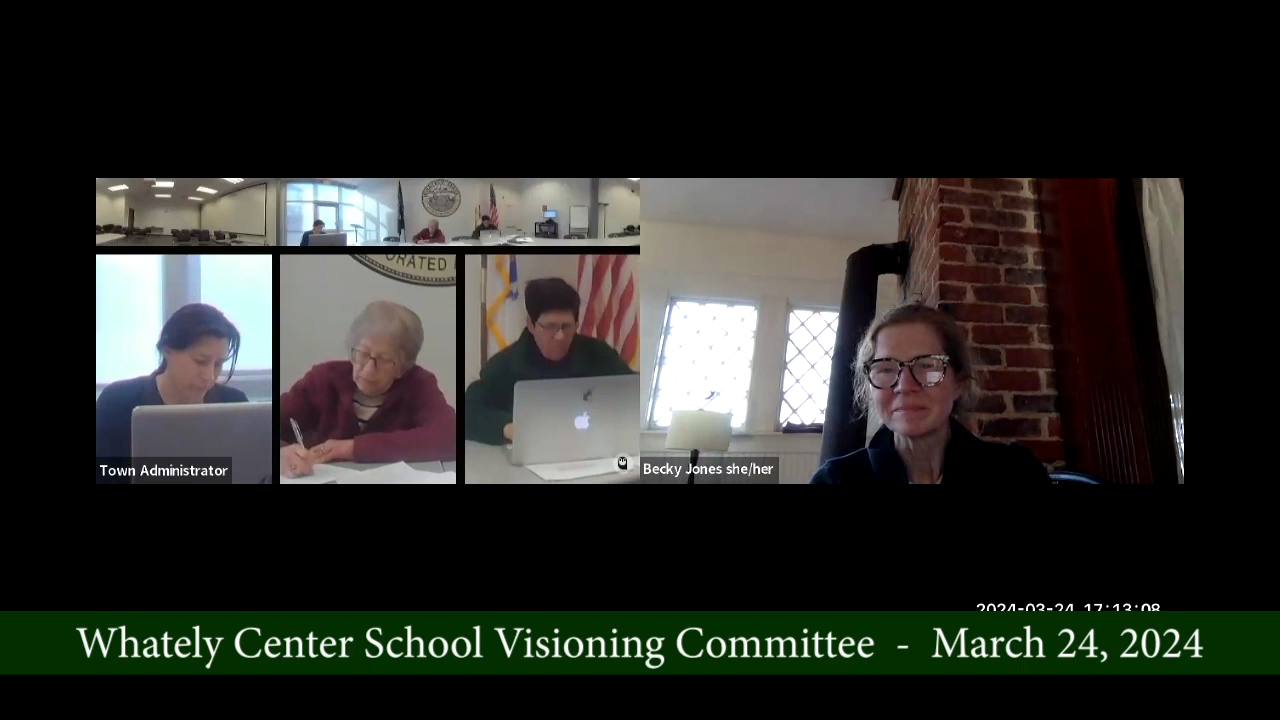 ORATED
Town Administrator
Becky Jones she/her
2024-03-24 17:13:08
Whately Center School Visioning Committee - March 24, 2024